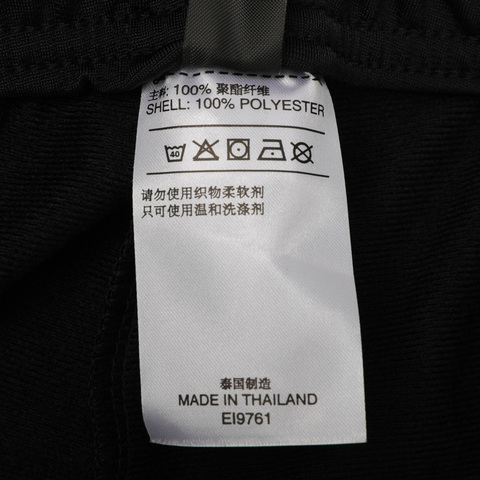 主料: 100% 聚酯纤维
SHELL: 100% POLYESTER
40
请勿使用织物柔软剂
只可使用温和洗涤剂
泰国制造
MADE IN THAILAND
EI9761